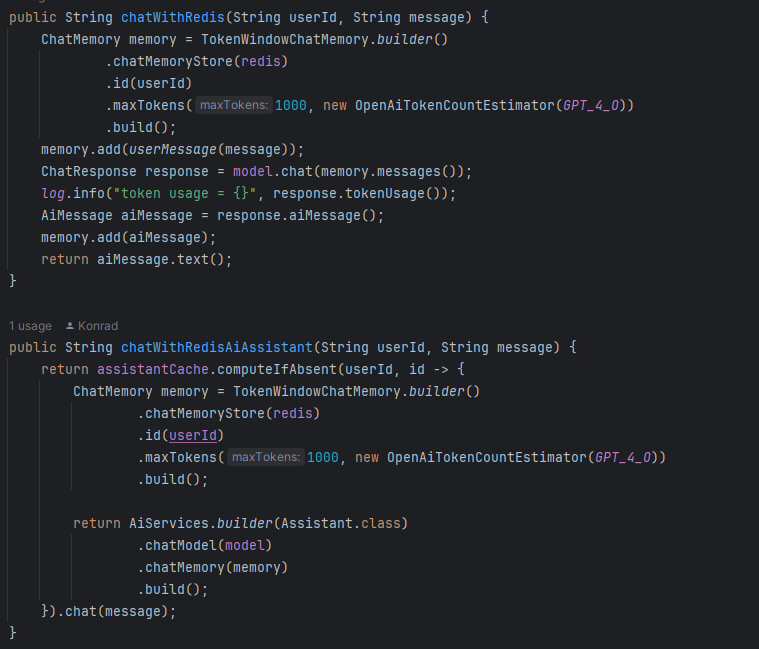 public String chatWithRedis(String userId, String message) {
    ChatMemory memory = TokenWindowChatMemory.builder()
            .chatMemoryStore(redis)
            .id(userId)
            .maxTokens( maxTokens: 1000, new OpenAiTokenCountEstimator(GPT_4_O))
            .build();
    memory.add(userMessage(message));
    ChatResponse response = model.chat(memory.messages());
    log.info("token usage = {}", response.tokenUsage());
    AiMessage aiMessage = response.aiMessage();
    memory.add(aiMessage);
    return aiMessage.text();
}
1 usage Konrad
public String chatWithRedisAiAssistant(String userId, String message) {
    return assistantCache.computeIfAbsent(userId, id -> {
        ChatMemory memory = TokenWindowChatMemory.builder()
                .chatMemoryStore(redis)
                .id(userId)
                .maxTokens( maxTokens: 1000, new OpenAiTokenCountEstimator(GPT_4_O))
                .build();

        return AiServices.builder(Assistant.class)
                .chatModel(model)
                .chatMemory(memory)
                .build();
    }).chat(message);
}